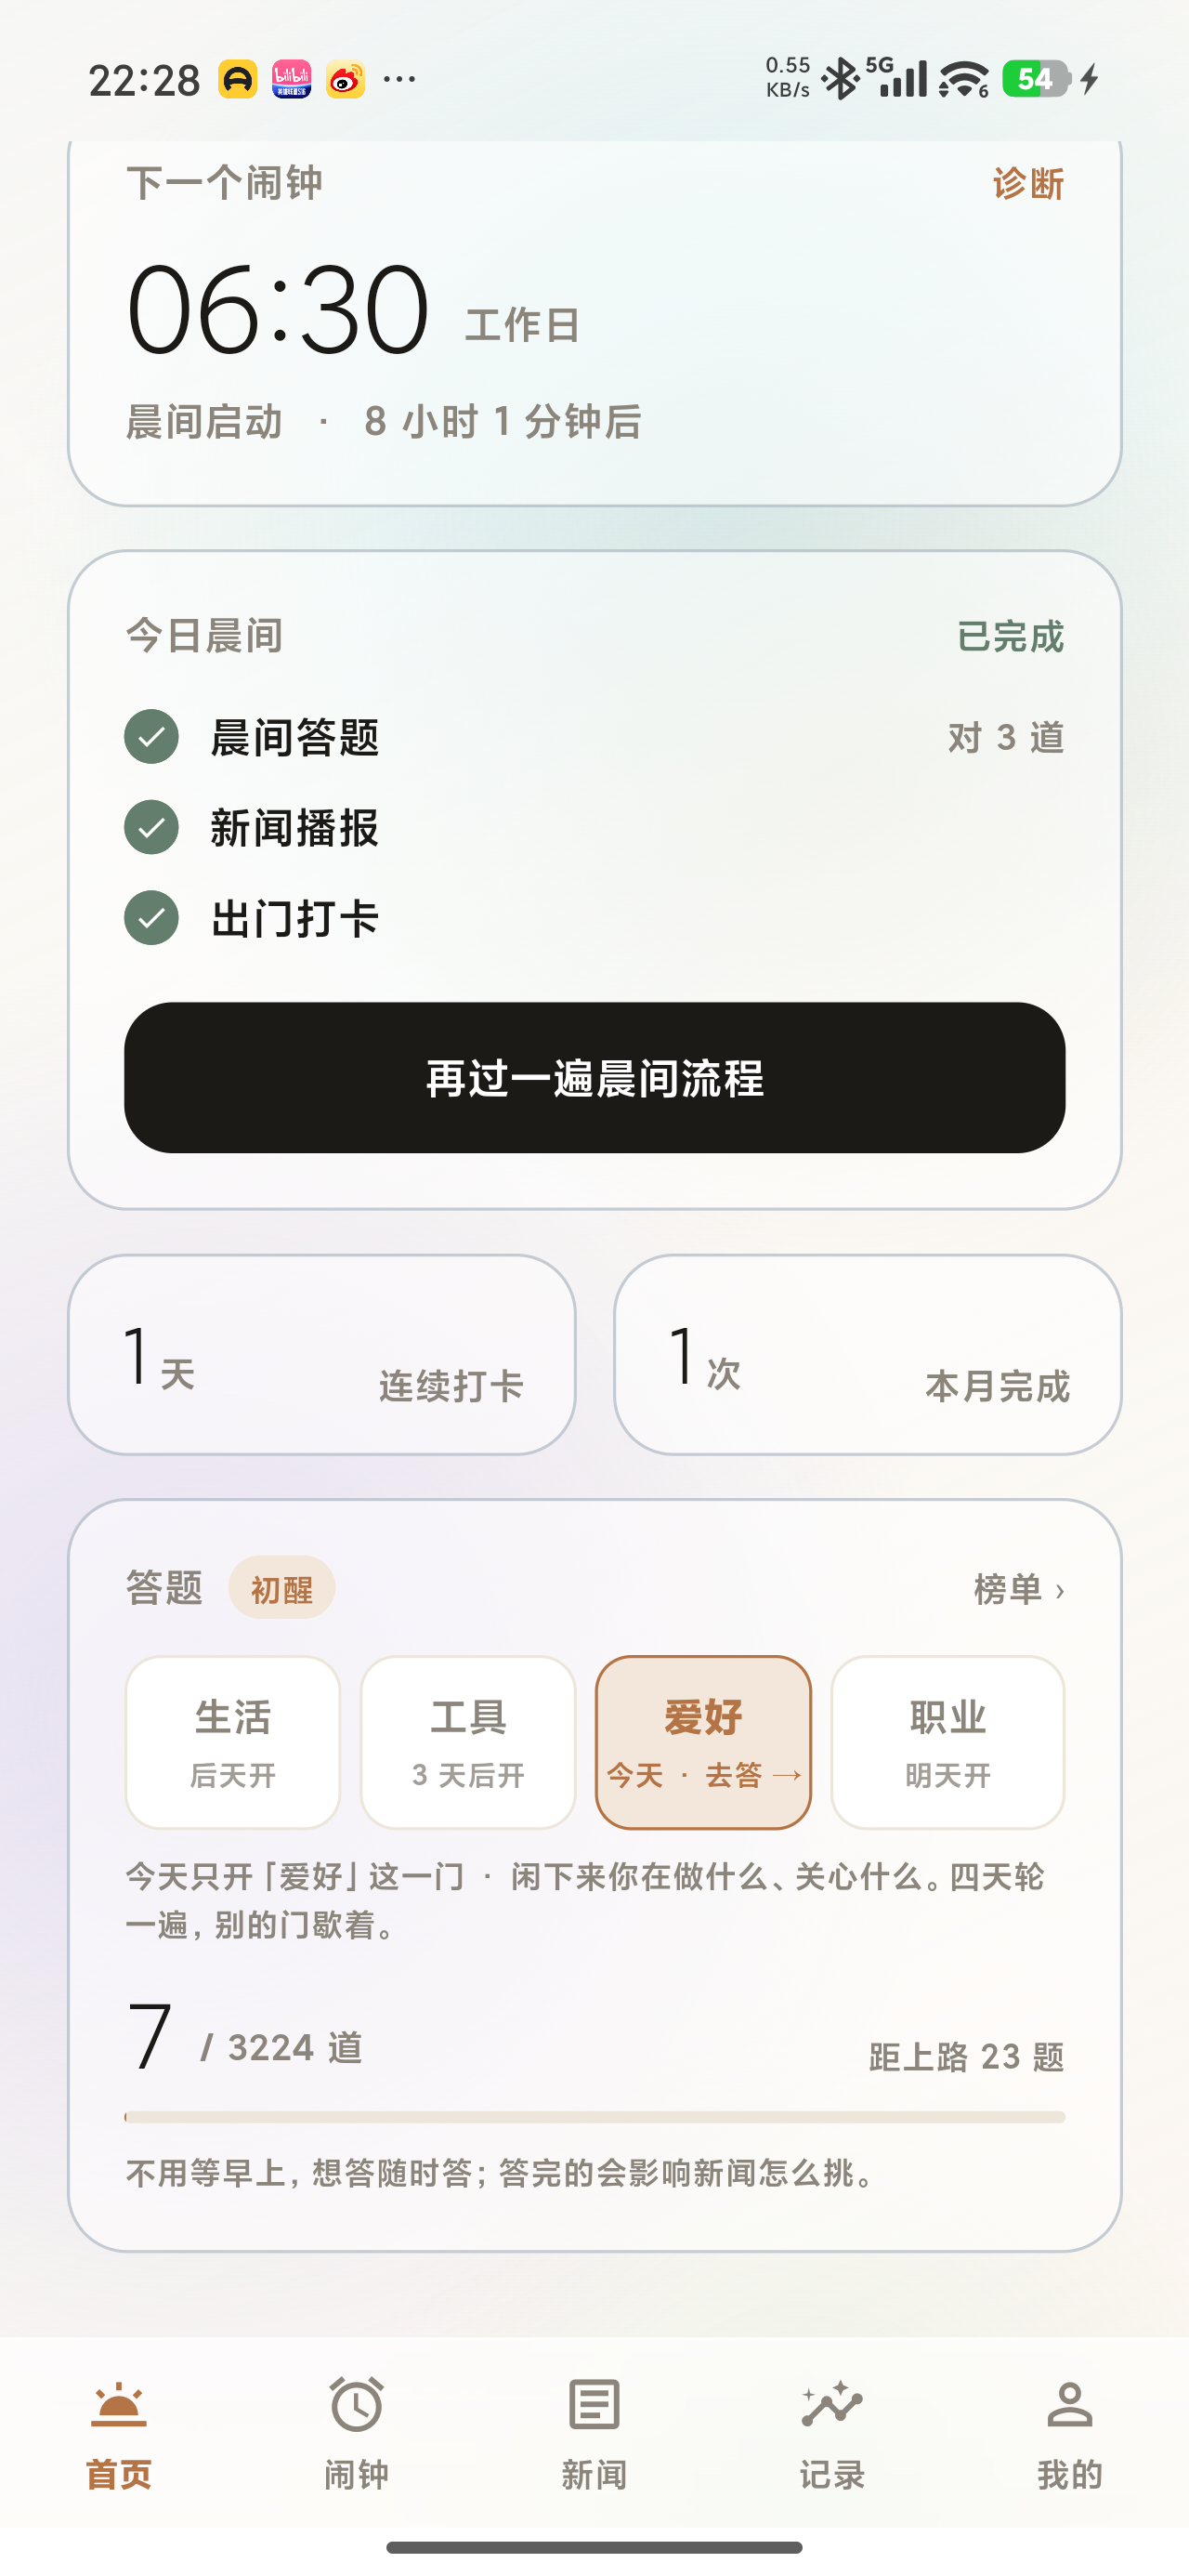 22:28
bilibili
···
0.55
KB/s
5G
6
54
下一个闹钟
诊断
06:30 工作日
晨间启动 · 8 小时 1 分钟后
今日晨间
已完成
晨间答题
对 3 道
新闻播报
出门打卡
再过一遍晨间流程
1 天
连续打卡
1 次
本月完成
答题
初醒
榜单 ›
生活
后天开
工具
3 天后开
爱好
今天 · 去答 →
职业
明天开
今天只开「爱好」这一门 · 闲下来你在做什么、关心什么。四天轮
一遍，别的门歇着。
7 / 3224 道
距上路 23 题
不用等早上，想答随时答；答完的会影响新闻怎么挑。
首页
闹钟
新闻
记录
我的